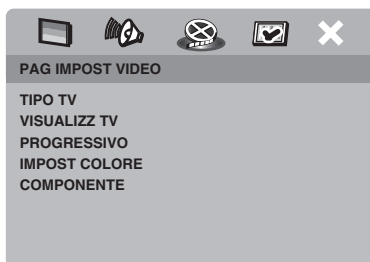 PAG IMPOST VIDEO
TIPO TV
VISUALIZZ TV
PROGRESSIVO
IMPOST COLORE
COMPONENTE